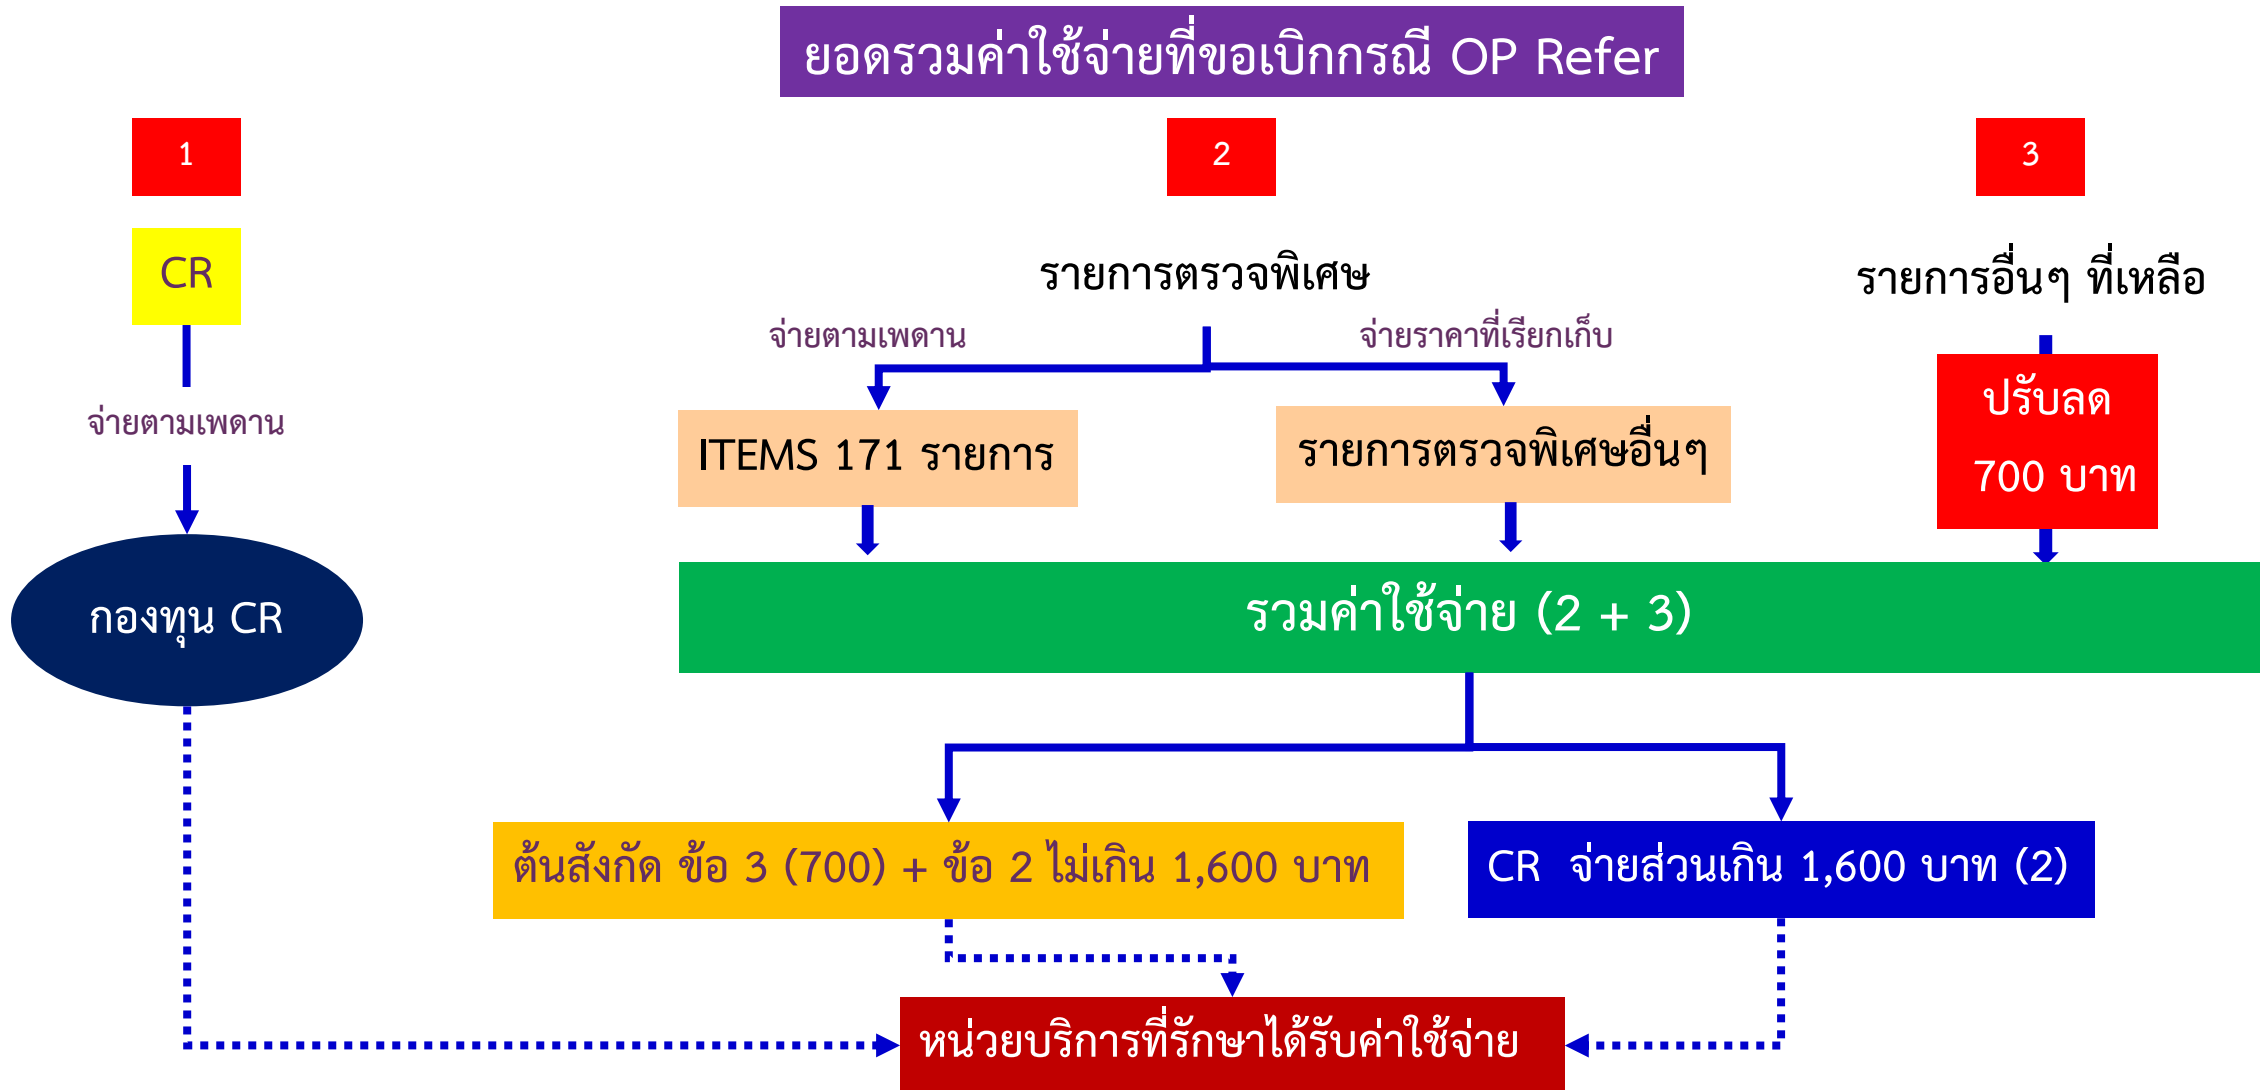 ยอดรวมค่าใช้จ่ายที่ขอเบิกกรณี OP Refer
1
2
3
CR
รายการตรวจพิเศษ
รายการอื่นๆ ที่เหลือ
จ่ายตามเพดาน
จ่ายราคาที่เรียกเก็บ
ปรับลด
700 บาท
จ่ายตามเพดาน
ITEMS 171 รายการ
รายการตรวจพิเศษอื่นๆ
กองทุน CR
รวมค่าใช้จ่าย (2 + 3)
ต้นสังกัด ข้อ 3 (700) + ข้อ 2 ไม่เกิน 1,600 บาท
CR จ่ายส่วนเกิน 1,600 บาท (2)
หน่วยบริการที่รักษาได้รับค่าใช้จ่าย